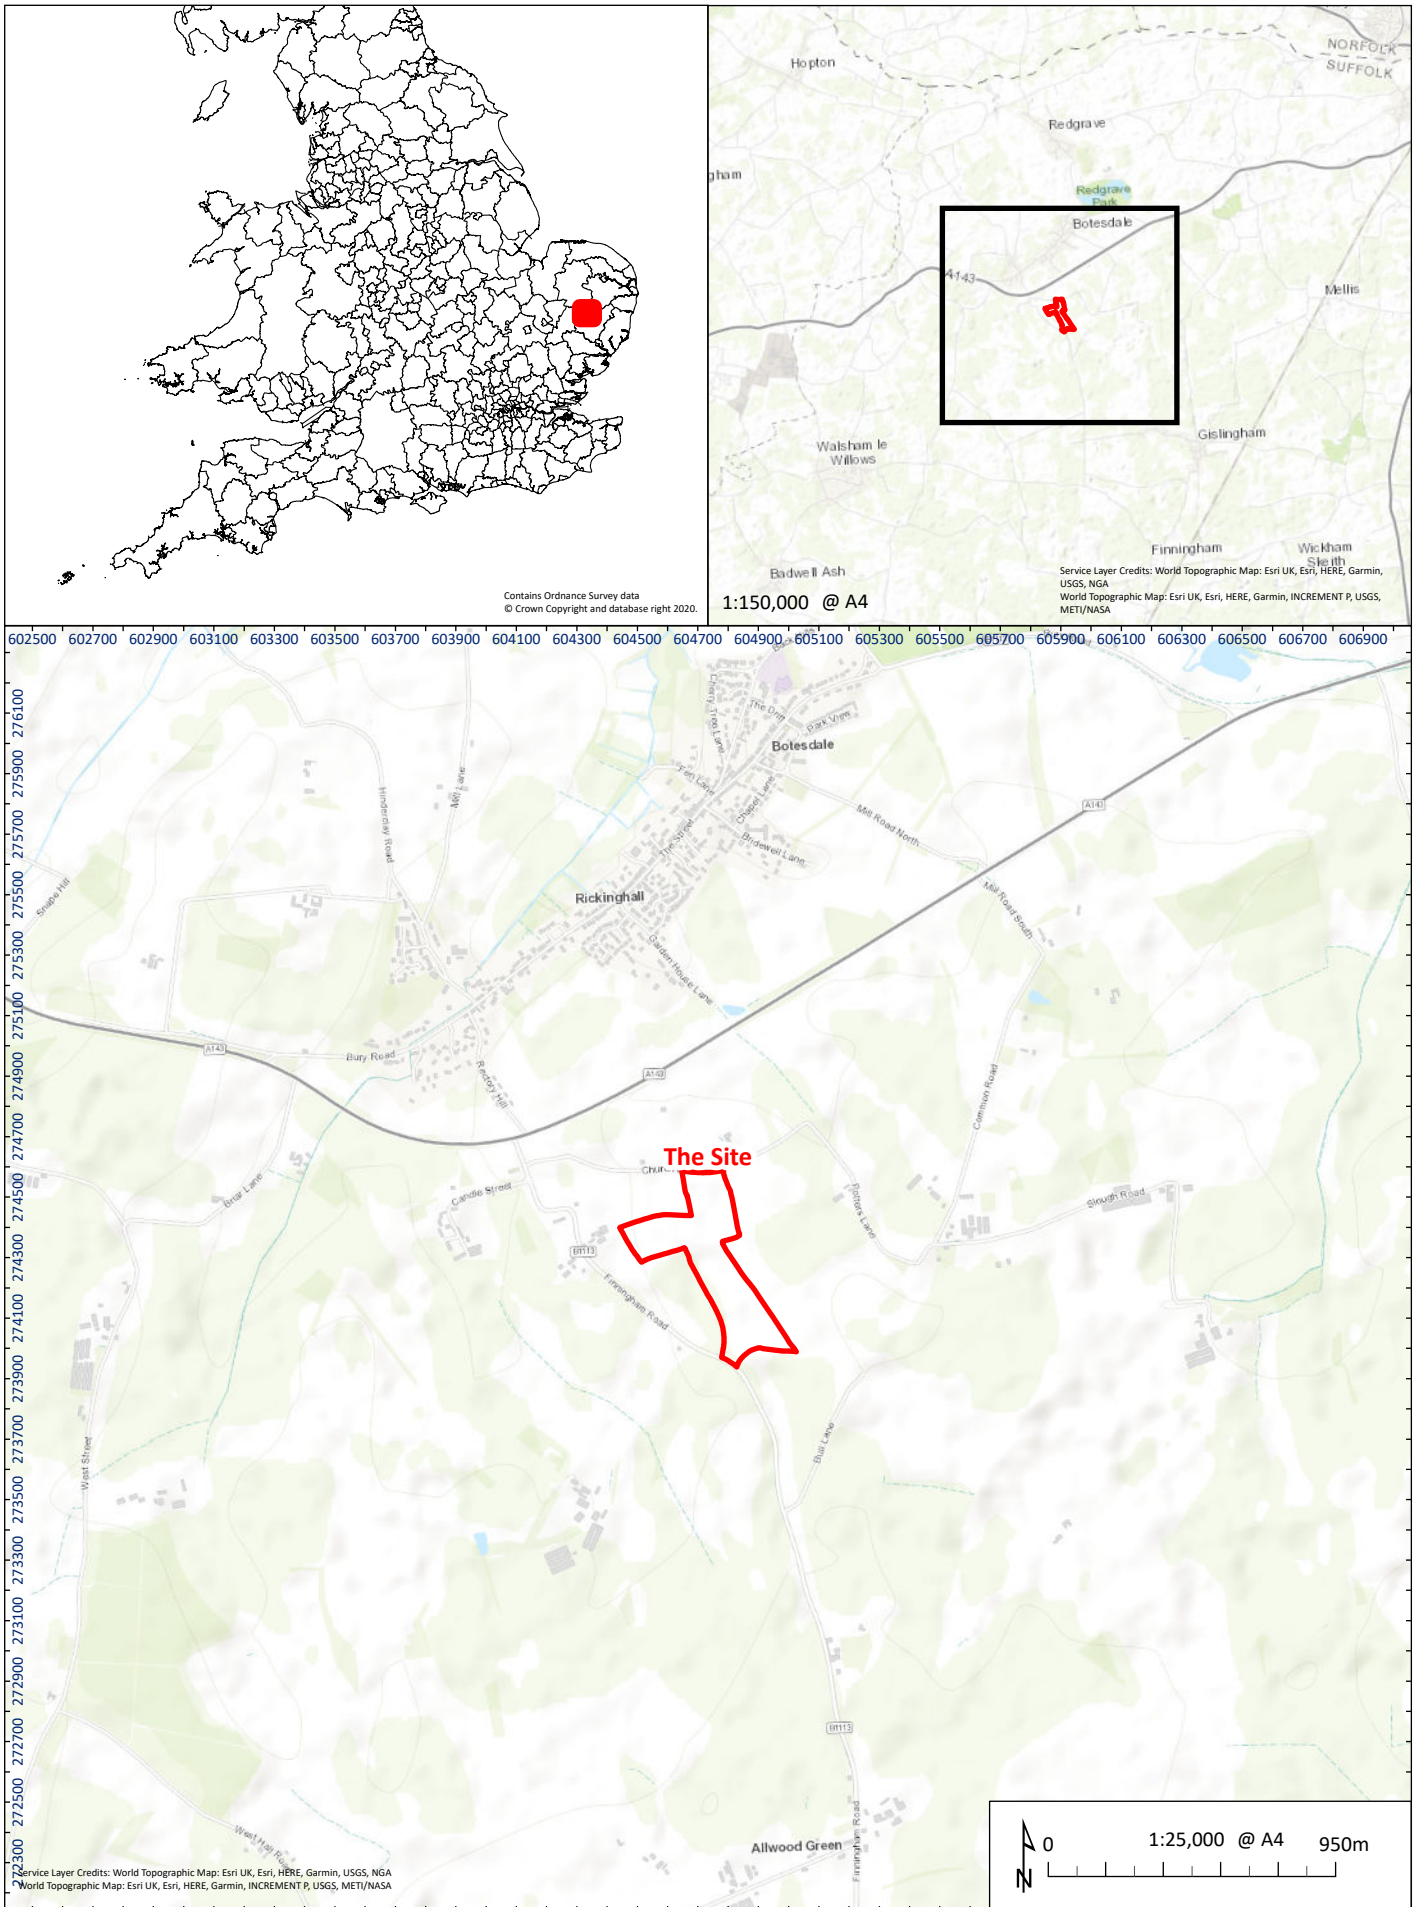 Contains Ordnance Survey data
© Crown Copyright and database right 2020.
NORFOLK
SUFFOLK
Hopton
Redgrave
gham
Redgrave
Park
Botesdale
A143
Mellis
Walsham le
Willows
Gislingham
Finningham
Wickham
Skeith
Badwell Ash
Service Layer Credits: World Topographic Map: Esri UK, Esri, HERE, Garmin,
USGS, NGA
World Topographic Map: Esri UK, Esri, HERE, Garmin, INCREMENT P, USGS,
METI/NASA
1:150,000 @ A4
602500 602700 602900 603100 603300 603500 603700 603900 604100 604300 604500 604700 604900 605100 605300 605500 605700 605900 606100 606300 606500 606700 606900
276100
275900
275700
275500
275300
275100
274900
274700
274500
274300
274100
273900
273700
273500
273300
273100
272900
272700
272500
272300
Cherry Tree Lane
The Drift
Park View
Botesdale
Fen Lane
Chapel Lane
Mill Lane
Hinderclay Road
Mill Road North
A143
The Street
Bridewell Lane
Snape Hill
Rickinghall
Mill Road South
Garden House Lane
A143
Bury Road
Rectory Hill
A143
Common Road
The Site
Candle Street
Briar Lane
Potters Lane
Slough Road
B1113
Finningham Road
West Street
Bull Lane
B1113
West Hall
Allwood Green
Finningham Road
Service Layer Credits: World Topographic Map: Esri UK, Esri, HERE, Garmin, USGS, NGA
World Topographic Map: Esri UK, Esri, HERE, Garmin, INCREMENT P, USGS, METI/NASA
N
0 1:25,000 @ A4 950m